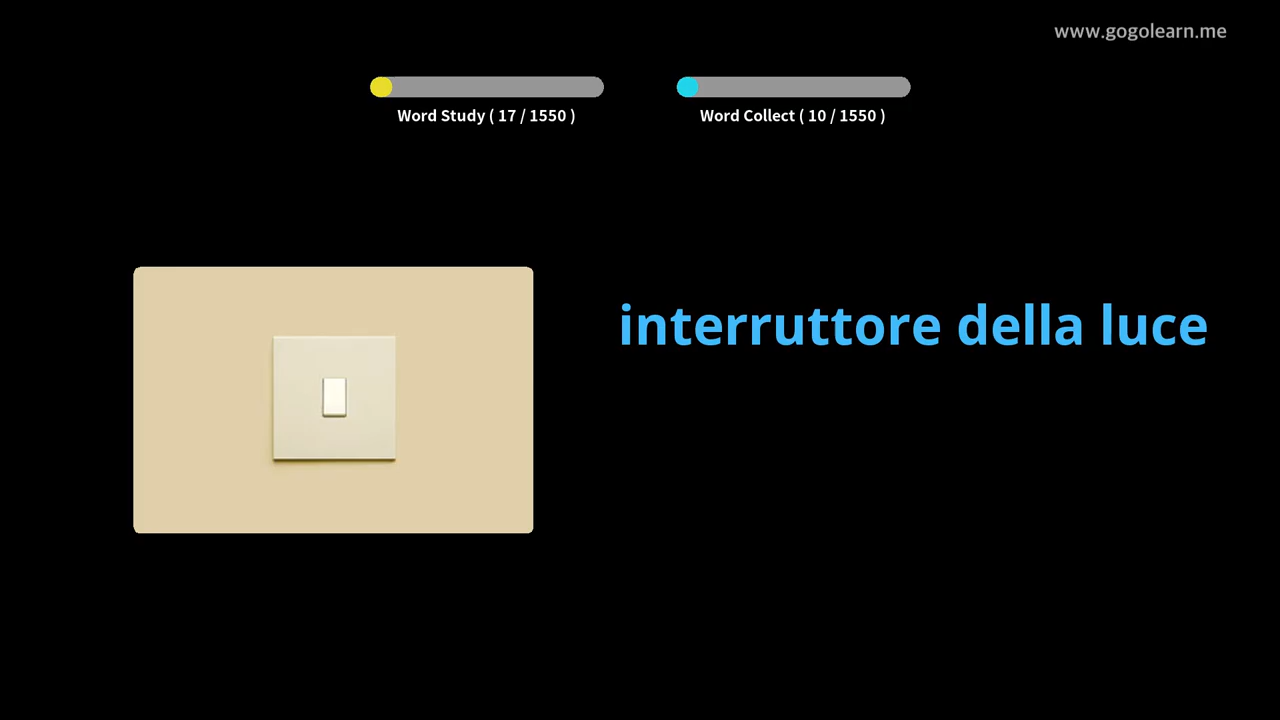 www.gogolearn.me
Word Study ( 17 / 1550 )
Word Collect ( 10 / 1550 )
interruttore della luce